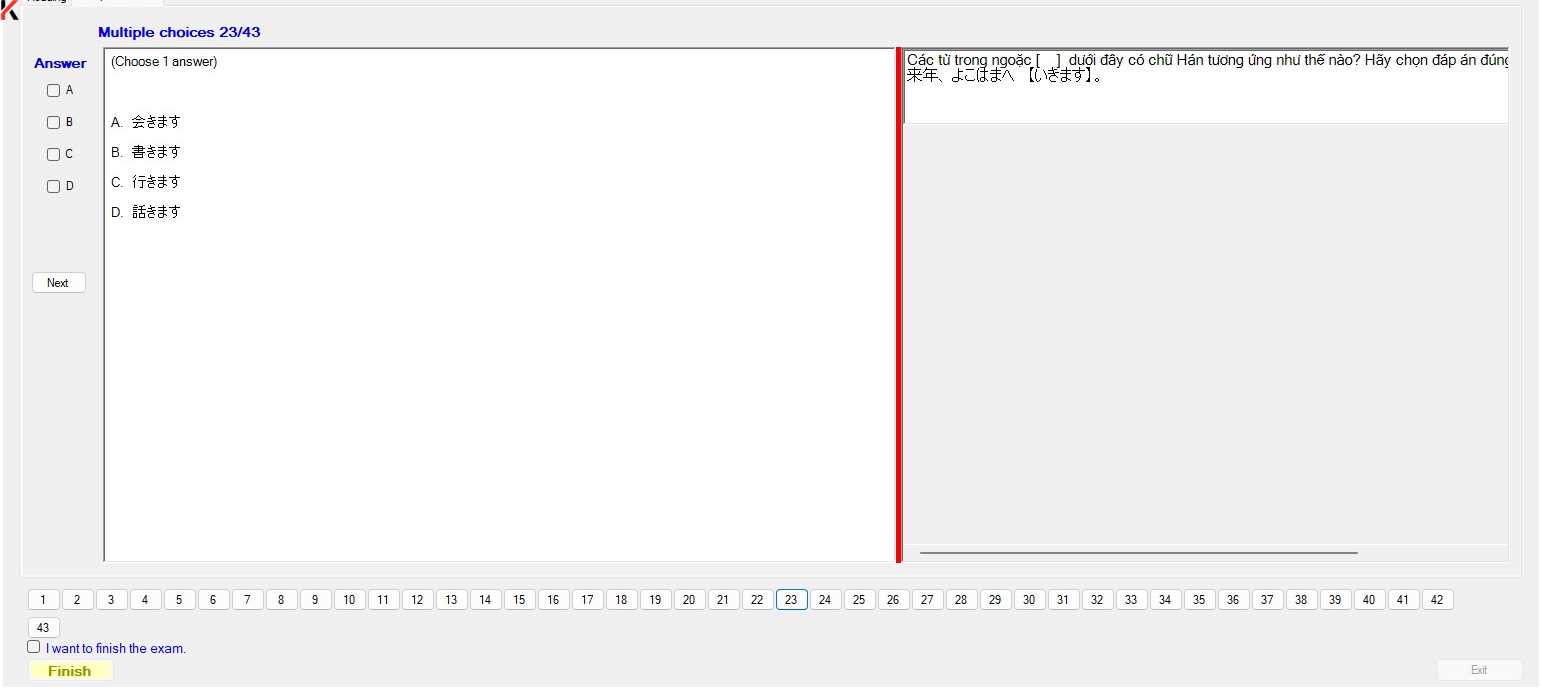 Multiple choices 23/43
Answer
A
B
C
D
Next
(Choose 1 answer)
A. 会きます
B. 書きます
C. 行きます
D. 話きます
Các từ trong ngoặc [ ] dưới đây có chữ Hán tương ứng như thế nào? Hãy chọn đáp án đúng
来年、よこはまへ 【いきます】。
1 2 3 4 5 6 7 8 9 10 11 12 13 14 15 16 17 18 19 20 21 22 23 24 25 26 27 28 29 30 31 32 33 34 35 36 37 38 39 40 41 42
43
I want to finish the exam.
Finish
Exit